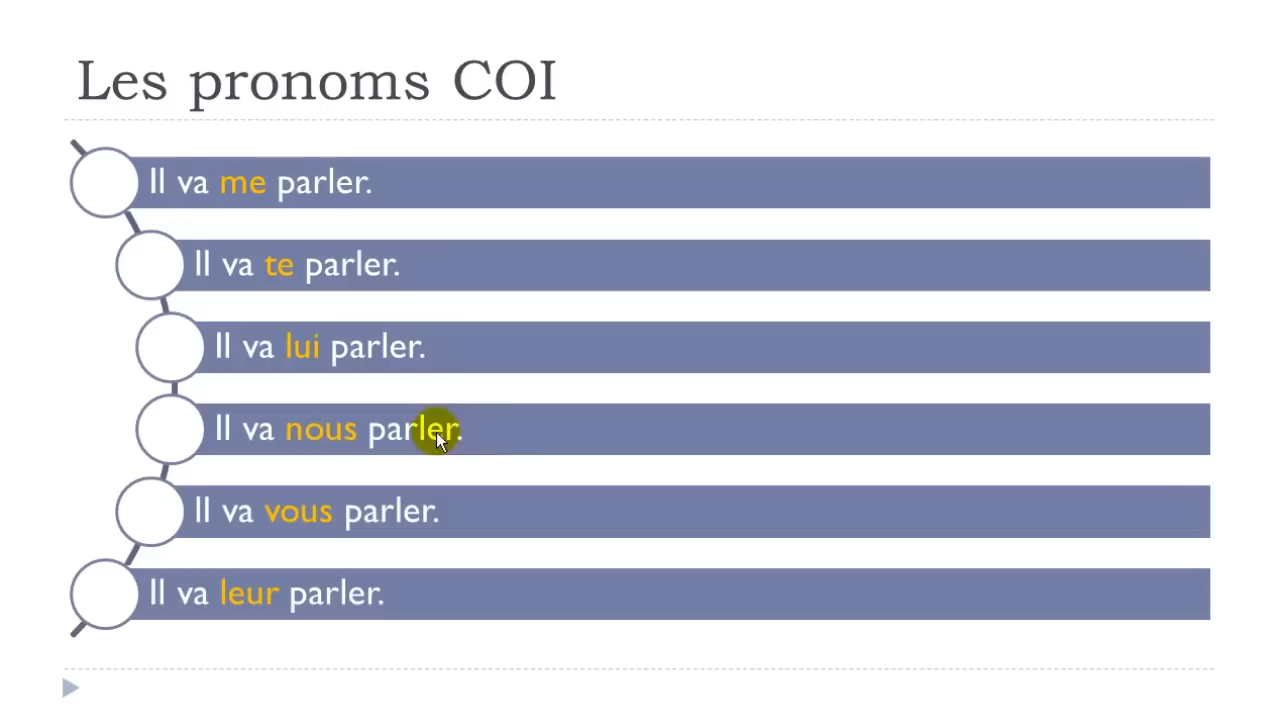 Les pronoms COI
Il va me parler.
Il va te parler.
Il va lui parler.
Il va nous parler.
Il va vous parler.
Il va leur parler.